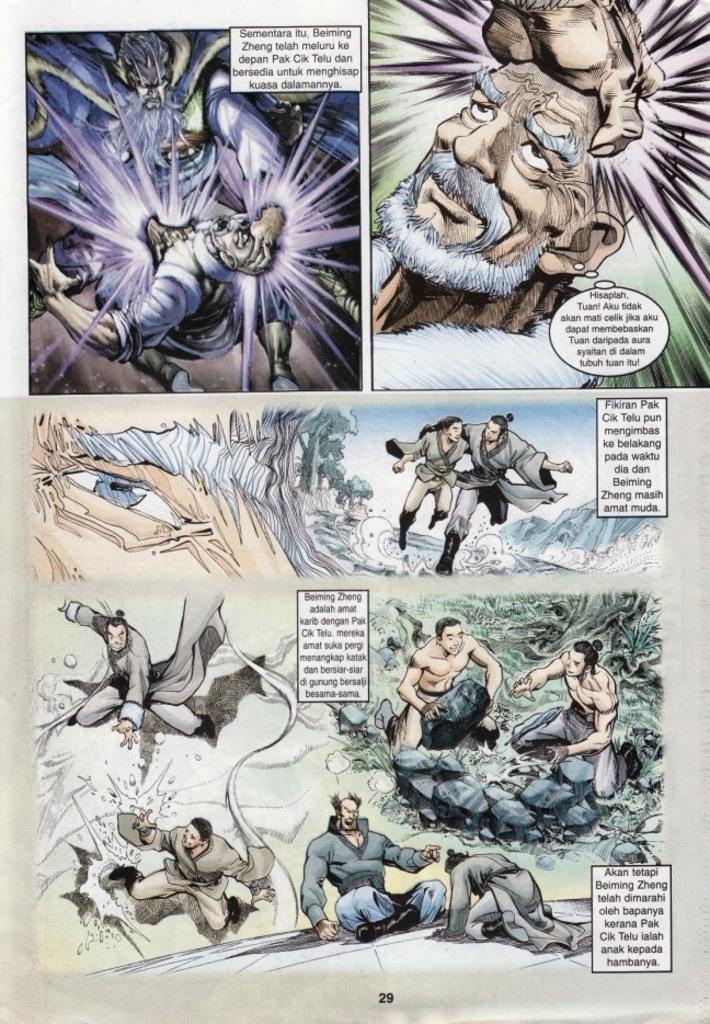 Sementara itu, Beiming
Zheng telah meluru ke
depan Pak Cik Telu dan
bersedia untuk menghisap
kuasa dalamannya.
Hisaplah,
Tuan! Aku tidak
akan mati celik jika aku
dapat membebaskan
Tuan daripada aura
syaitan di dalam
tubuh tuan itu!
Fikiran Pak
Cik Telu pun
mengimbas
ke belakang
pada waktu
dia dan
Beiming
Zheng masih
amat muda.
Beiming Zheng
adalah amat
karib dengan Pak
Cik Telu. mereka
amat suka pergi
menangkap katak
dan bersiar-siar
di gunung bersalji
besama-sama.
Akan tetapi
Beiming Zheng
telah dimarahi
oleh bapanya
kerana Pak
Cik Telu ialah
anak kepada
hambanya.
29